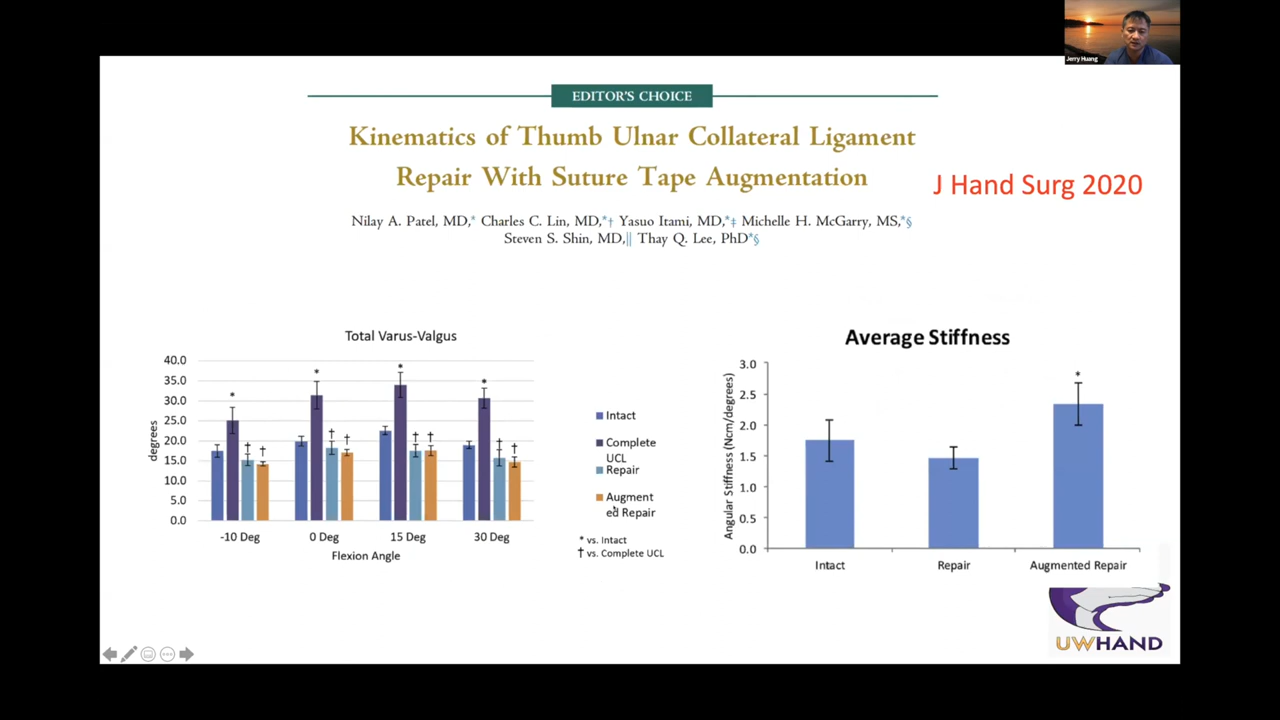 Jerry Huang
EDITOR'S CHOICE
Kinematics of Thumb Ulnar Collateral Ligament
Repair With Suture Tape Augmentation
J Hand Surg 2020
Nilay A. Patel, MD,* Charles C. Lin, MD,*† Yasuo Itami, MD,*‡ Michelle H. McGarry, MS,*§
Steven S. Shin, MD,|| Thay Q. Lee, PhD*§
Total Varus-Valgus
40.0
35.0
30.0
25.0
20.0
15.0
10.0
5.0
0.0
degrees
* † †
* † †
* † †
* † †
-10 Deg 0 Deg 15 Deg 30 Deg
Flexion Angle
Intact
Complete
UCL
Repair
Augment
ed Repair
* vs. Intact
† vs. Complete UCL
Average Stiffness
Angular Stiffness (Ncm/degrees)
3.0
2.5
2.0
1.5
1.0
0.5
0.0
*
Intact Repair Augmented Repair
UWHAND